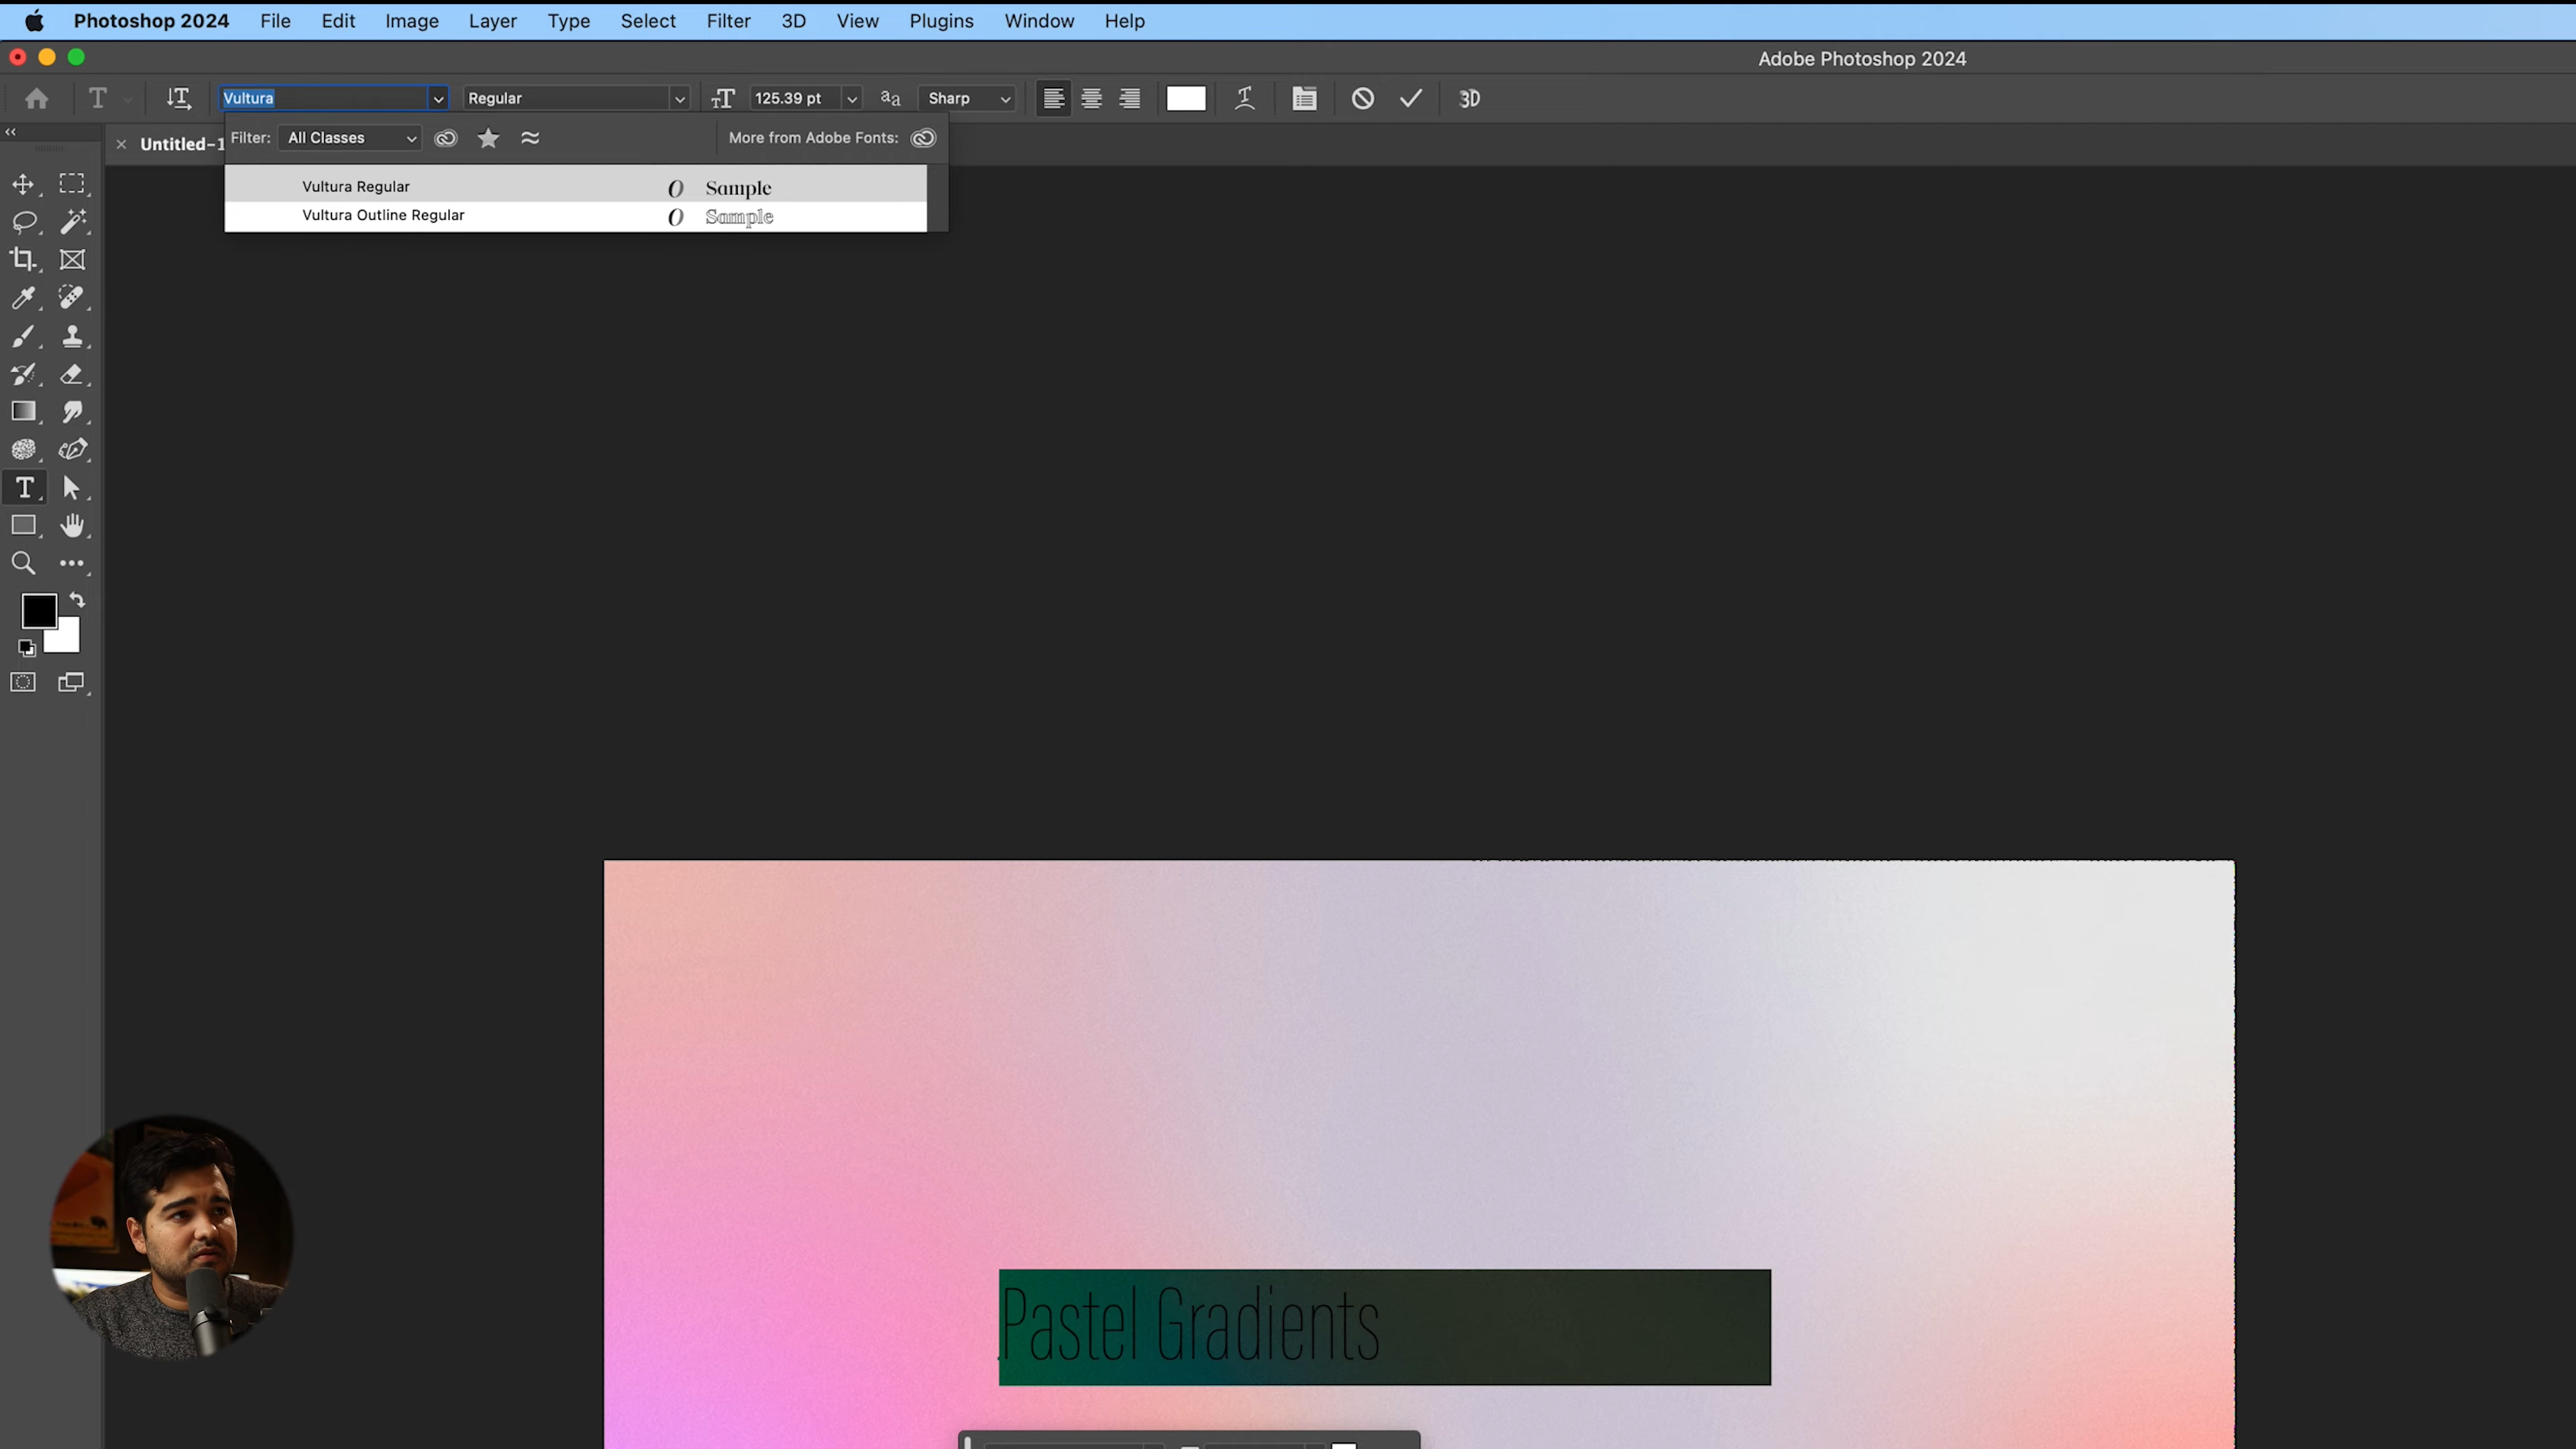 Photoshop 2024 File Edit Image Layer Type Select Filter 3D View Plugins Window Help
Adobe Photoshop 2024
Vultura Regular 125.39 pt Sharp 3D
Filter: All Classes More from Adobe Fonts:
Untitled-1
Vultura Regular Sample
Vultura Outline Regular Sample
Pastel Gradients